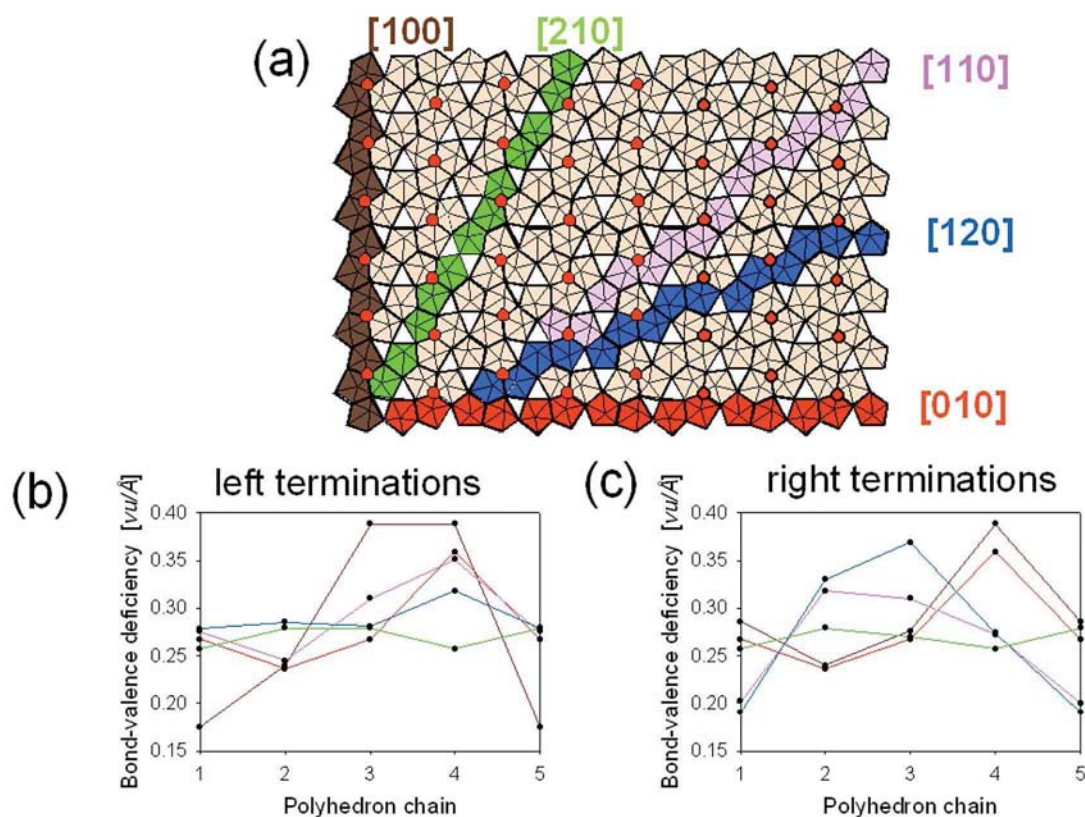 (a)
[100] [210]
[110]
[120]
[010]
(b) left terminations
Bond-valence deficiency [vu/Å]
0.40
0.35
0.30
0.25
0.20
0.15
1 2 3 4 5
Polyhedron chain
(c) right terminations
Bond-valence deficiency [vu/Å]
0.40
0.35
0.30
0.25
0.20
0.15
1 2 3 4 5
Polyhedron chain